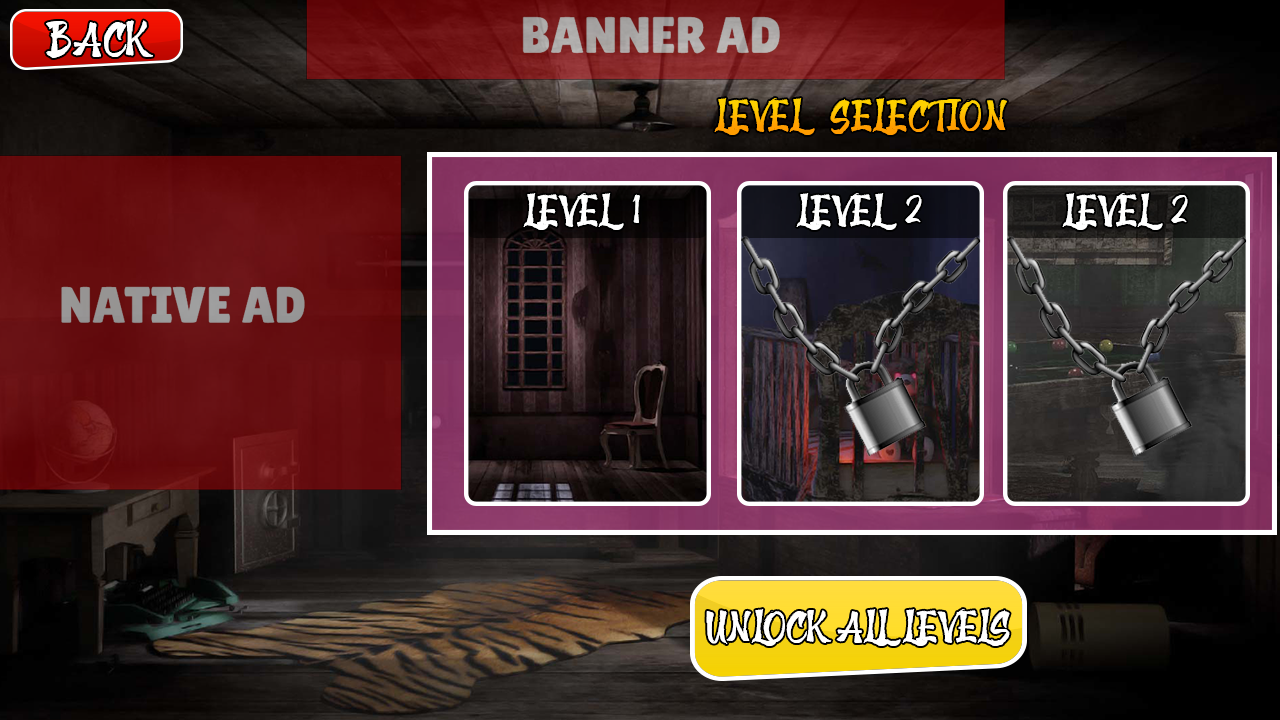 BACK
BANNER AD
LEVEL SELECTION
NATIVE AD
LEVEL 1
LEVEL 2
LEVEL 2
UNLOCK ALL LEVELS